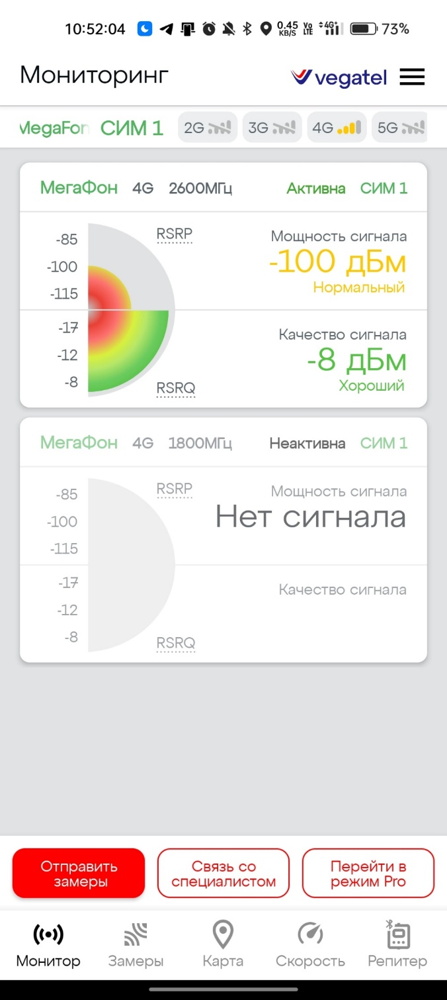 10:52:04 0.45 KB/S Vo LTE 4G+ 73%
Мониторинг vegatel
MegaFon СИМ 1 2G 3G 4G 5G
МегаФон 4G 2600МГц Активна СИМ 1
-85 RSRP Мощность сигнала
-100 -100 дБм
-115 Нормальный
-17 Качество сигнала
-12 -8 дБм
-8 RSRQ Хороший
МегаФон 4G 1800МГц Неактивна СИМ 1
-85 RSRP Мощность сигнала
-100 Нет сигнала
-115
-17 Качество сигнала
-12
-8 RSRQ
Отправить
замеры
Связь со
специалистом
Перейти в
режим Pro
Монитор Замеры Карта Скорость Репитер